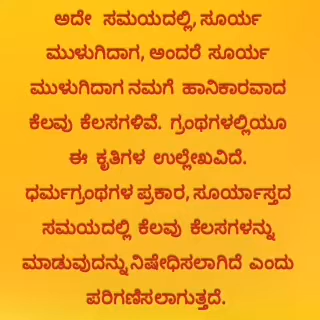 ಅದೇ ಸಮಯದಲ್ಲಿ, ಸೂರ್ಯ
ಮುಳುಗಿದಾಗ, ಅಂದರೆ ಸೂರ್ಯ
ಮುಳುಗಿದಾಗ ನಮಗೆ ಹಾನಿಕಾರವಾದ
ಕೆಲವು ಕೆಲಸಗಳಿವೆ. ಗ್ರಂಥಗಳಲ್ಲಿಯೂ
ಈ ಕೃತಿಗಳ ಉಲ್ಲೇಖವಿದೆ.
ಧರ್ಮಗ್ರಂಥಗಳ ಪ್ರಕಾರ, ಸೂರ್ಯಾಸ್ತದ
ಸಮಯದಲ್ಲಿ ಕೆಲವು ಕೆಲಸಗಳನ್ನು
ಮಾಡುವುದನ್ನು ನಿಷೇಧಿಸಲಾಗಿದೆ ಎಂದು
ಪರಿಗಣಿಸಲಾಗುತ್ತದೆ.